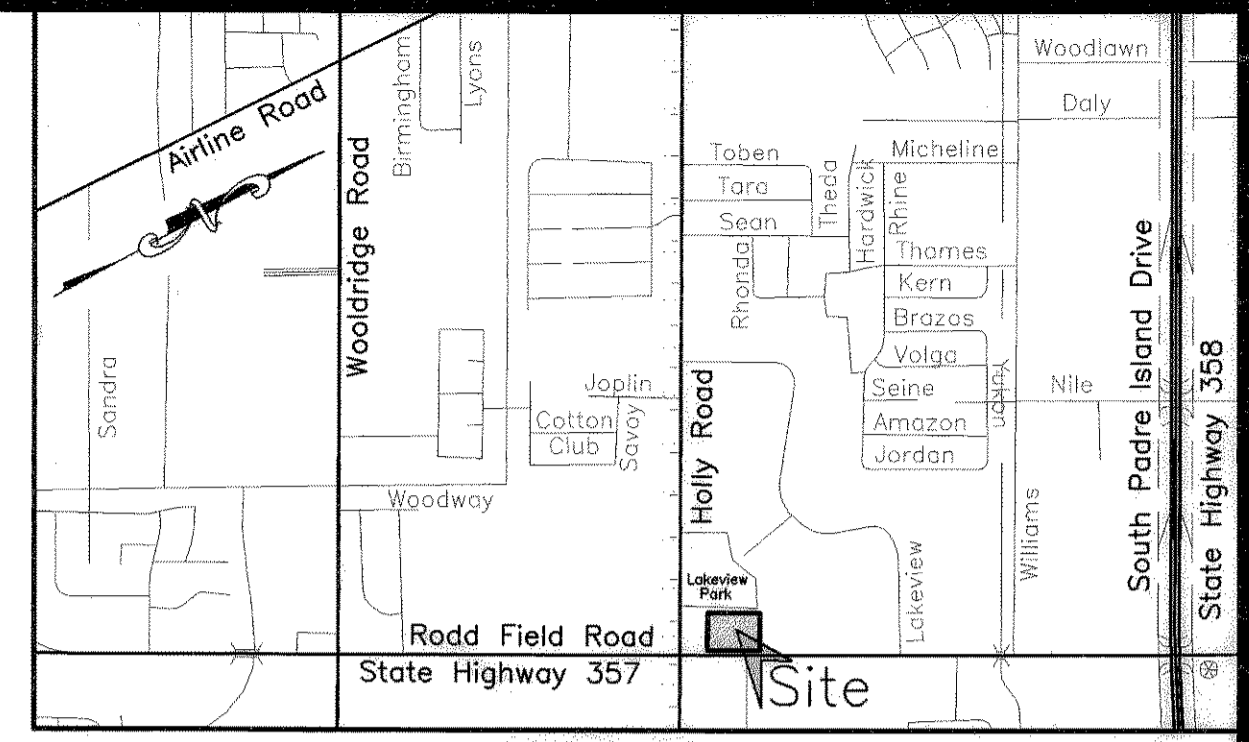 Woodlawn
Daly
Airline Road
Birmingham
Lyons
Wooldridge Road
N
Toben
Tara
Sean
Theda
Hardwick
Micheline
Rhine
Rhonda
Thames
Kern
Brazos
Volga
Seine
Amazon
Jordan
Yukon
Nile
Sandra
Joplin
Cotton
Club
Savoy
Holly Road
South Padre Island Drive
State Highway 358
Woodway
Lakeview
Park
Lakeview
Williams
Rodd Field Road
State Highway 357
Site